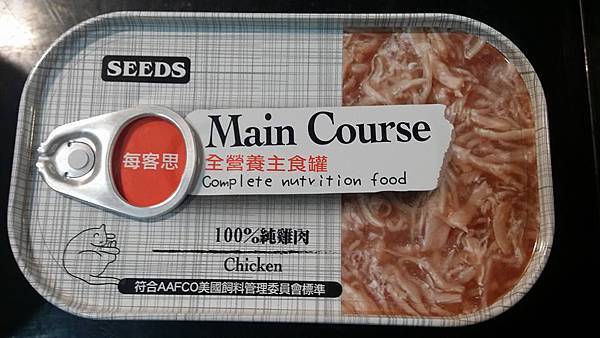 SEEDS
每客思
Main Course
全營養主食罐
Complete nutrition food
100%純雞肉
Chicken
符合AAFCO美國飼料管理委員會標準